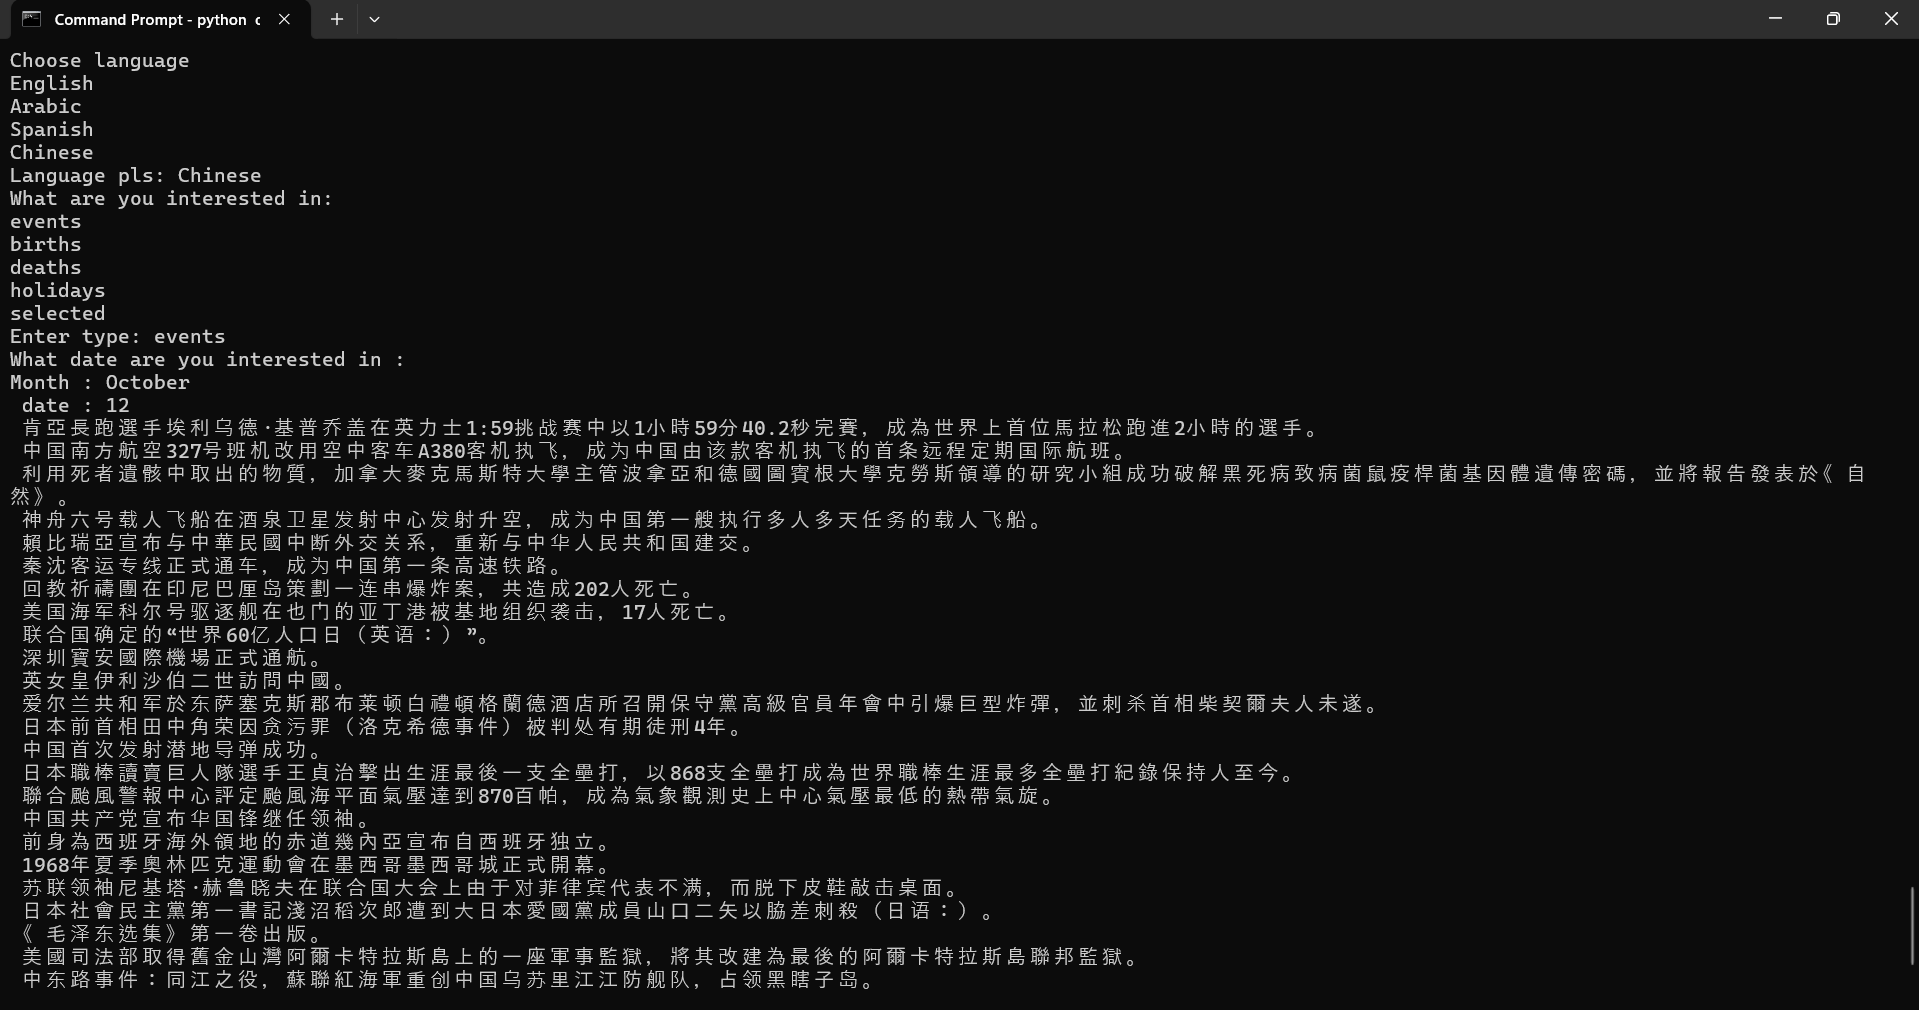 Command Prompt - python c
Choose language
English
Arabic
Spanish
Chinese
Language pls: Chinese
What are you interested in:
events
births
deaths
holidays
selected
Enter type: events
What date are you interested in :
Month : October
date : 12
肯亞長跑選手埃利乌德·基普乔盖在英力士1:59挑战赛中以1小時59分40.2秒完賽，成為世界上首位馬拉松跑進2小時的選手。
中国南方航空327号班机改用空中客车A380客机执飞，成为中国由该款客机执飞的首条远程定期国际航班。
利用死者遺骸中取出的物質，加拿大麥克馬斯特大學主管波拿亞和德國圖賓根大學克勞斯領導的研究小組成功破解黑死病致病菌鼠疫桿菌基因體遺傳密碼，並將報告發表於《自
然》。
神舟六号载人飞船在酒泉卫星发射中心发射升空，成为中国第一艘执行多人多天任务的载人飞船。
賴比瑞亞宣布与中華民國中断外交关系，重新与中华人民共和国建交。
秦沈客运专线正式通车，成为中国第一条高速铁路。
回教祈禱團在印尼巴厘岛策劃一连串爆炸案，共造成202人死亡。
美国海军科尔号驱逐舰在也门的亚丁港被基地组织袭击，17人死亡。
联合国确定的“世界60亿人口日（英语：）”。
深圳寶安國際機場正式通航。
英女皇伊利沙伯二世訪問中國。
爱尔兰共和军於东萨塞克斯郡布莱顿白禮頓格蘭德酒店所召開保守黨高級官員年會中引爆巨型炸彈，並刺杀首相柴契爾夫人未遂。
日本前首相田中角荣因贪污罪（洛克希德事件）被判处有期徒刑4年。
中国首次发射潜地导弹成功。
日本職棒讀賣巨人隊選手王貞治擊出生涯最後一支全壘打，以868支全壘打成為世界職棒生涯最多全壘打紀錄保持人至今。
聯合颱風警報中心評定颱風海平面氣壓達到870百帕，成為氣象觀測史上中心氣壓最低的熱帶氣旋。
中国共产党宣布华国锋继任领袖。
前身為西班牙海外領地的赤道幾內亞宣布自西班牙独立。
1968年夏季奧林匹克運動會在墨西哥墨西哥城正式開幕。
苏联领袖尼基塔·赫鲁晓夫在联合国大会上由于对菲律宾代表不满，而脱下皮鞋敲击桌面。
日本社會民主黨第一書記淺沼稻次郎遭到大日本愛國黨成員山口二矢以脇差刺殺（日语：）。
《毛泽东选集》第一卷出版。
美國司法部取得舊金山灣阿爾卡特拉斯島上的一座軍事監獄，將其改建為最後的阿爾卡特拉斯島聯邦監獄。
中东路事件：同江之役，蘇聯紅海軍重创中国乌苏里江江防舰队，占领黑瞎子岛。